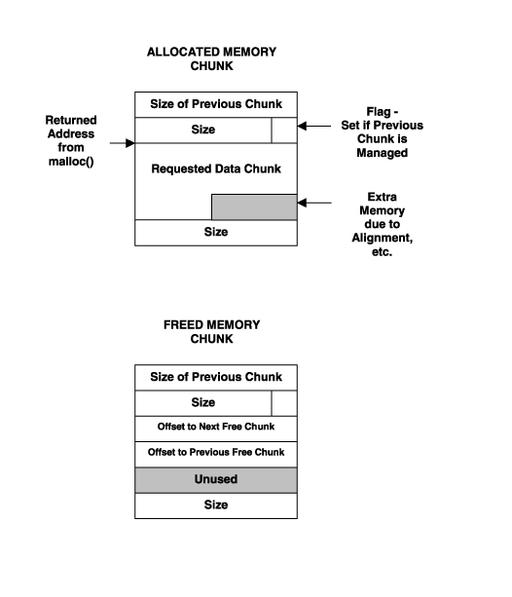 ALLOCATED MEMORY
CHUNK
Size of Previous Chunk
Size
Requested Data Chunk
Size
Returned
Address
from
malloc()
Flag -
Set if Previous
Chunk is
Managed
Extra
Memory
due to
Alignment,
etc.
FREED MEMORY
CHUNK
Size of Previous Chunk
Size
Offset to Next Free Chunk
Offset to Previous Free Chunk
Unused
Size